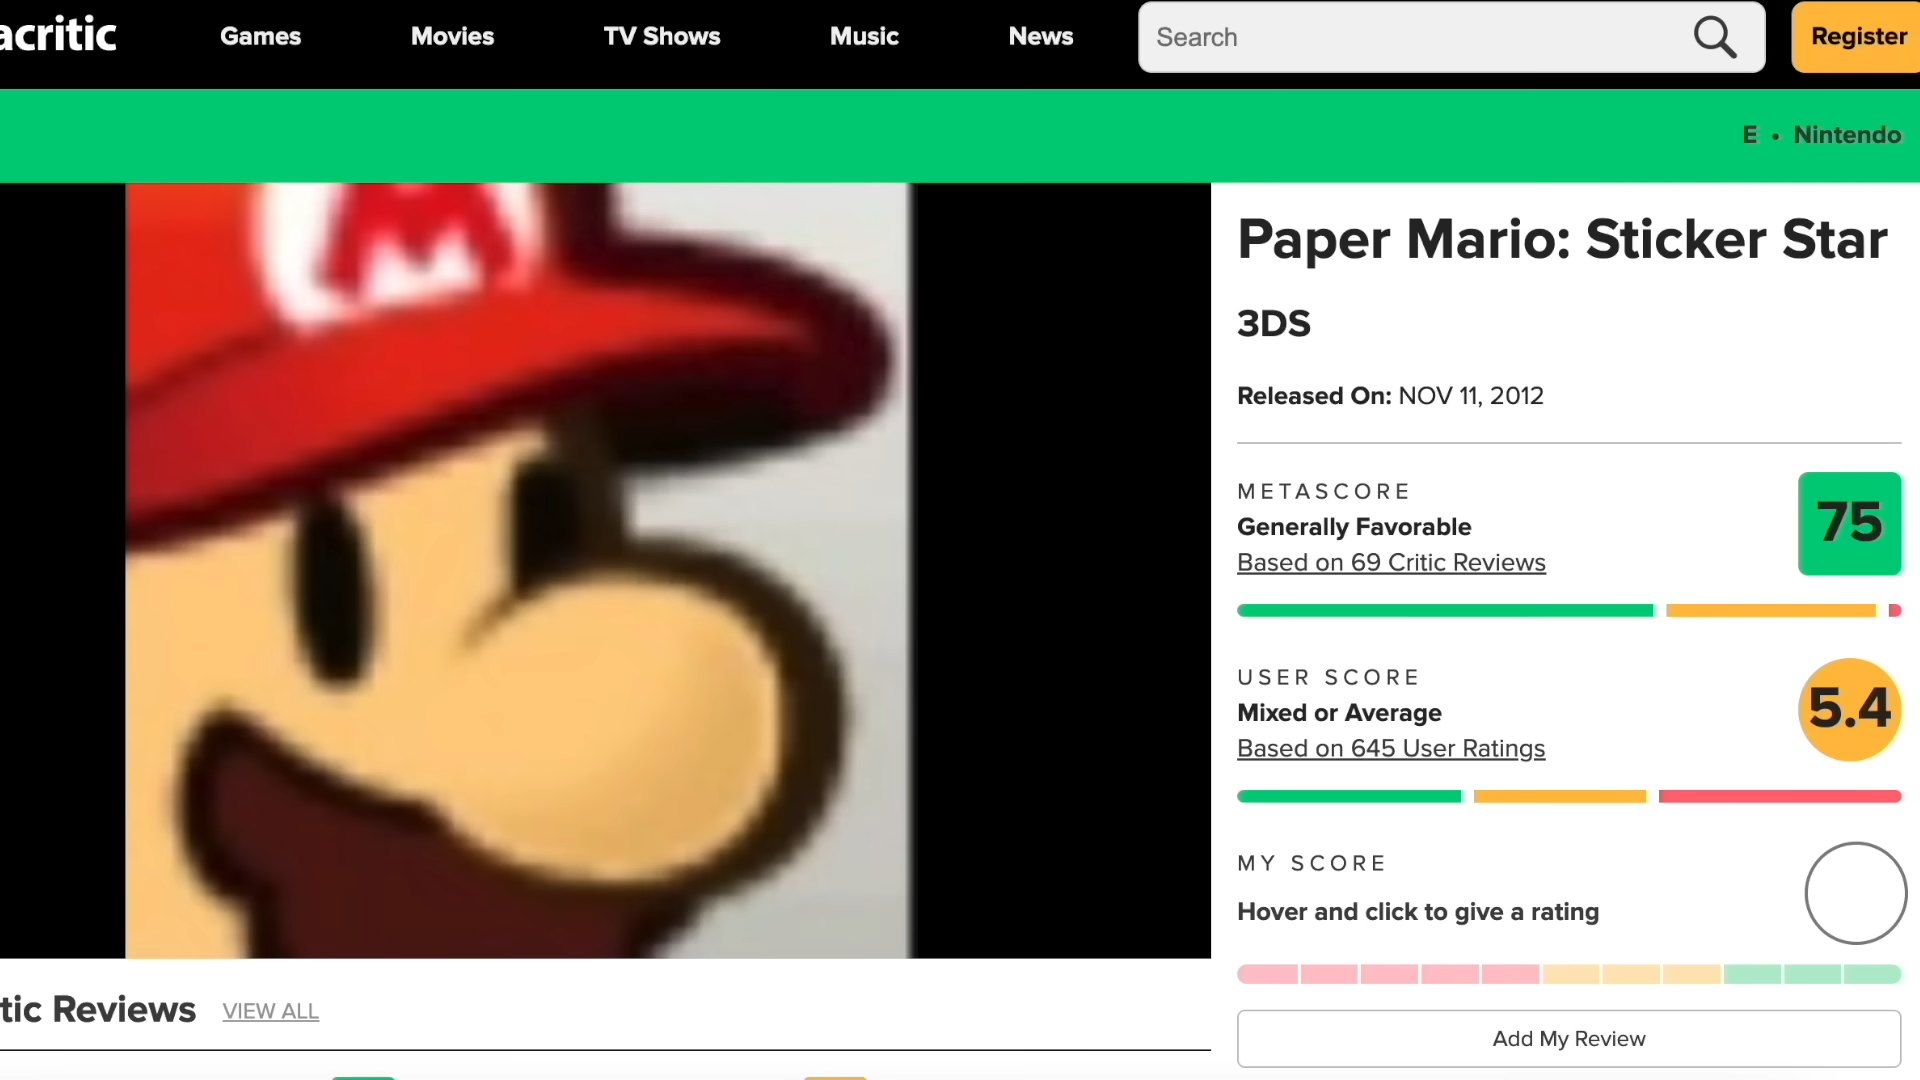 acritic
Games
Movies
TV Shows
Music
News
Search
Register
E • Nintendo
M
Paper Mario: Sticker Star
3DS
Released On: NOV 11, 2012
METASCORE
Generally Favorable
Based on 69 Critic Reviews
75
USER SCORE
Mixed or Average
Based on 645 User Ratings
5.4
MY SCORE
Hover and click to give a rating
tic Reviews
VIEW ALL
Add My Review